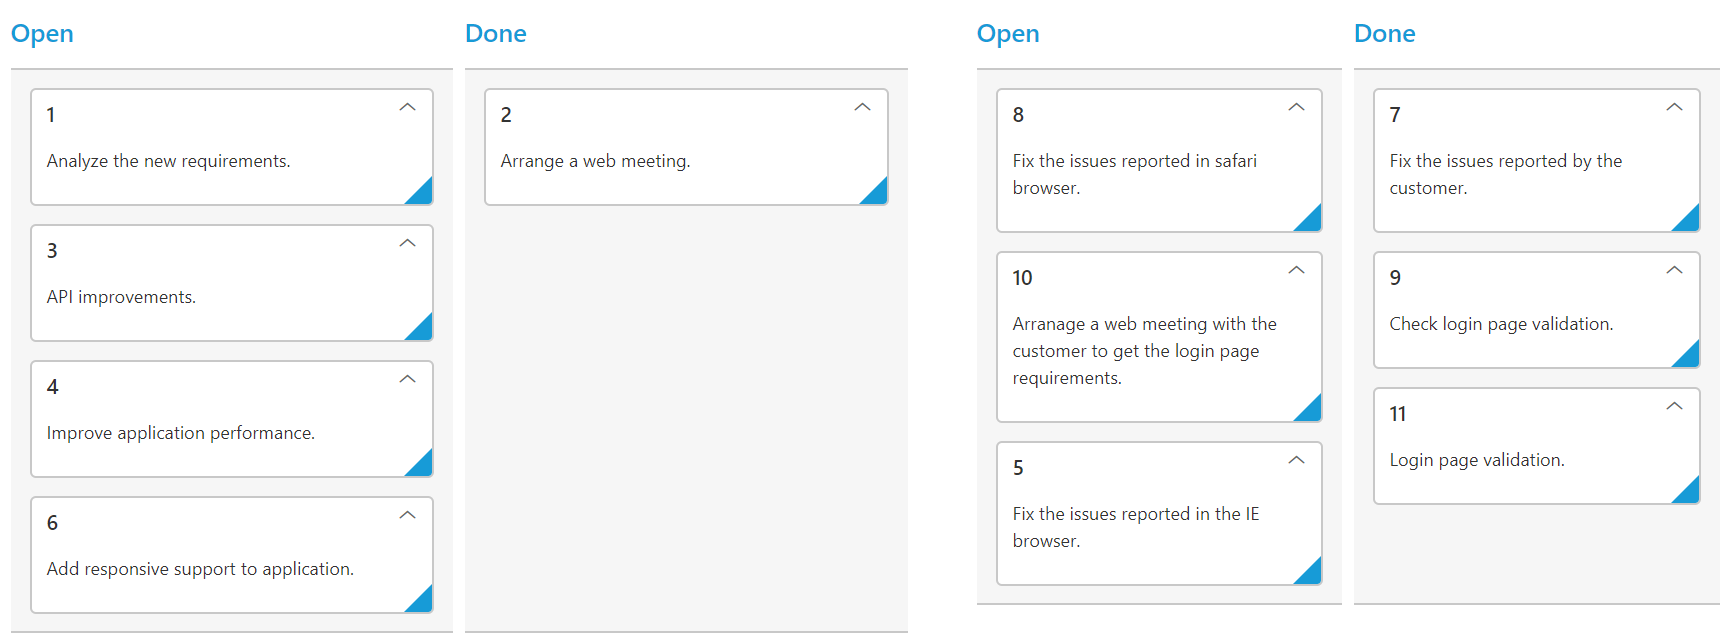 Open
1
Analyze the new requirements.
3
API improvements.
4
Improve application performance.
6
Add responsive support to application.
Done
2
Arrange a web meeting.
Open
8
Fix the issues reported in safari
browser.
10
Arranage a web meeting with the
customer to get the login page
requirements.
5
Fix the issues reported in the IE
browser.
Done
7
Fix the issues reported by the
customer.
9
Check login page validation.
11
Login page validation.